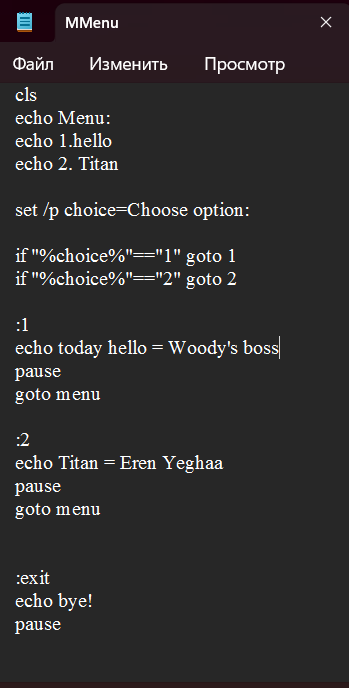 MMenu
Файл Изменить Просмотр
cls
echo Menu:
echo 1.hello
echo 2. Titan
set /p choice=Choose option:
if "%choice%"=="1" goto 1
if "%choice%"=="2" goto 2
:1
echo today hello = Woody's boss
pause
goto menu
:2
echo Titan = Eren Yeghaa
pause
goto menu
:exit
echo bye!
pause